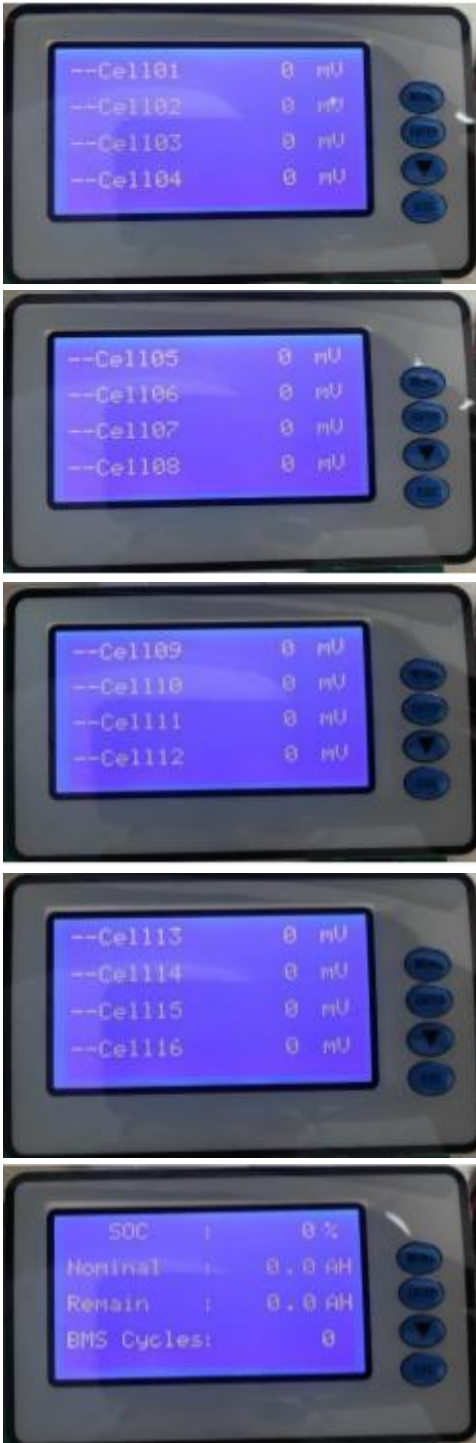 --Cell01 0 mV
--Cell02 0 mV
--Cell03 0 mV
--Cell04 0 mV
--Cell05 0 mV
--Cell06 0 mV
--Cell07 0 mV
--Cell08 0 mV
--Cell09 0 mV
--Cell10 0 mV
--Cell11 0 mV
--Cell12 0 mV
--Cell13 0 mV
--Cell14 0 mV
--Cell15 0 mV
--Cell16 0 mV
SOC : 0 %
Nominal : 0.0 AH
Remain : 0.0 AH
BMS Cycles: 0